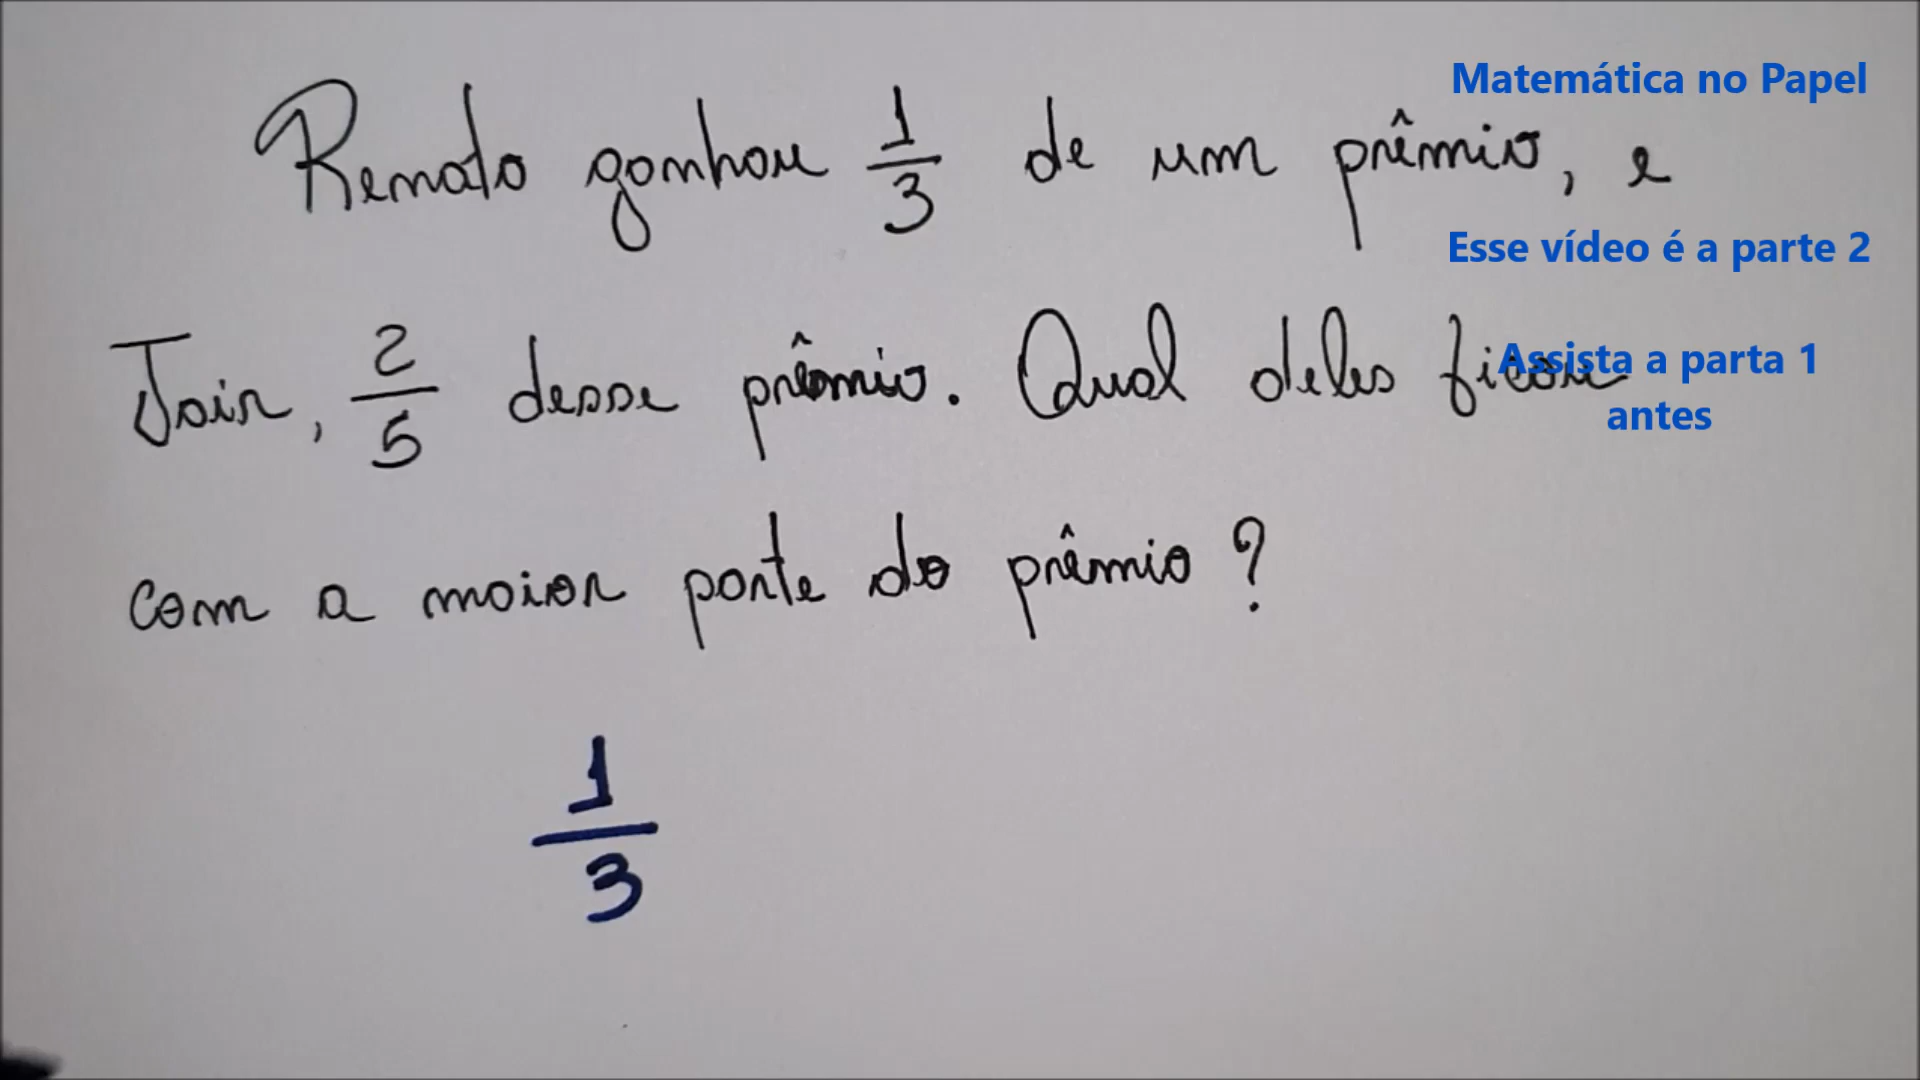 Matemática no Papel
Renato ganhou 1/3 de um prêmio, e
Esse vídeo é a parte 2
Jair, 2/5 desse prêmio. Qual deles ficou
Assista a parta 1
antes
com a maior parte do prêmio?
1/3